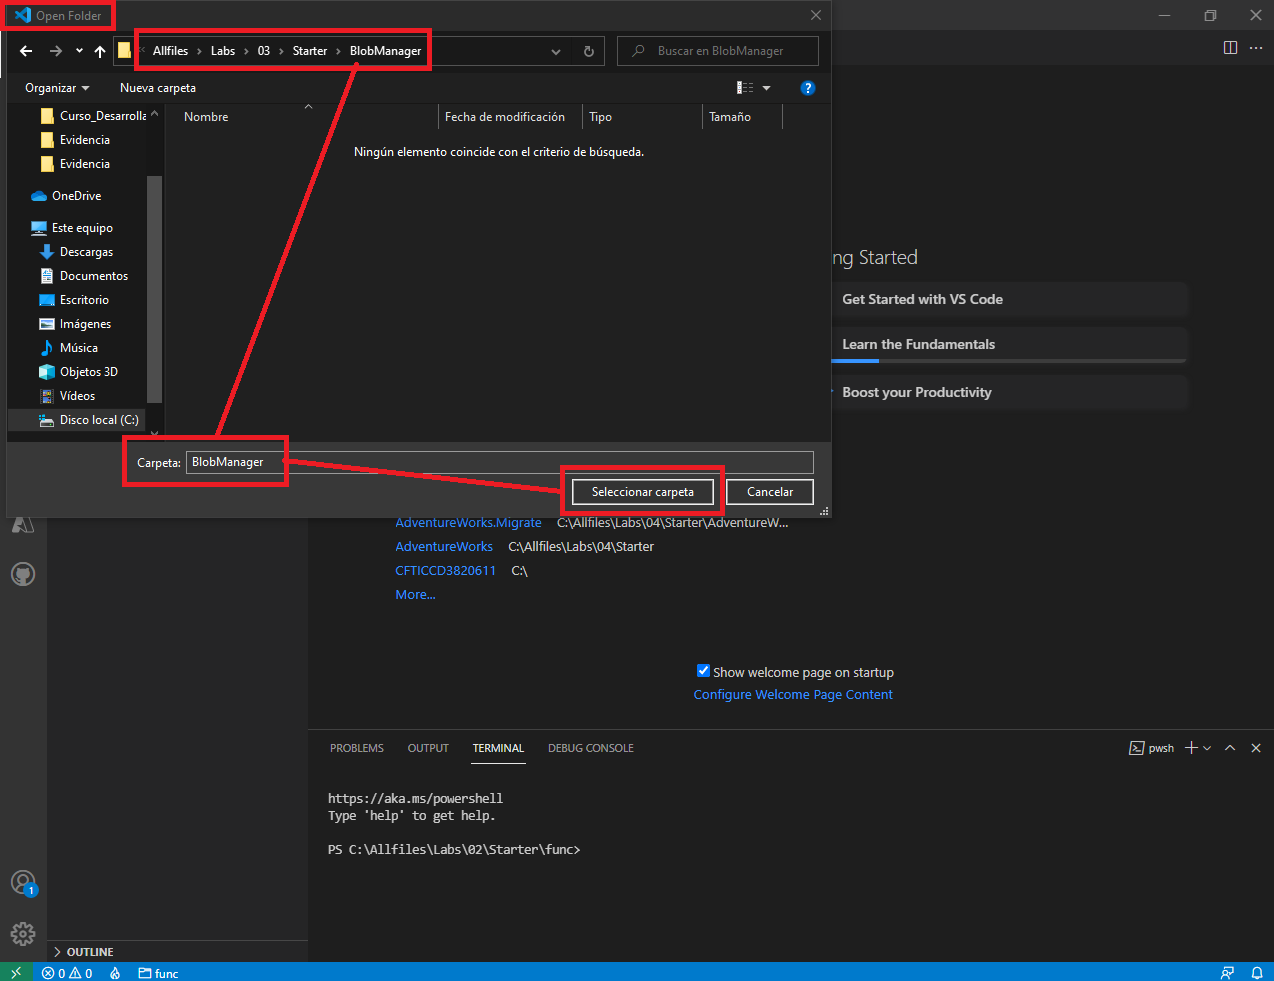 Open Folder
Allfiles > Labs > 03 > Starter > BlobManager
Buscar en BlobManager
Organizar
Nueva carpeta
Curso_Desarrolla
Evidencia
Evidencia
OneDrive
Este equipo
Descargas
Documentos
Escritorio
Imágenes
Música
Objetos 3D
Vídeos
Disco local (C:)
Nombre
Fecha de modificación
Tipo
Tamaño
Ningún elemento coincide con el criterio de búsqueda.
Carpeta: BlobManager
Seleccionar carpeta
Cancelar
ng Started
Get Started with VS Code
Learn the Fundamentals
Boost your Productivity
AdventureWorks.Migrate C:\Allfiles\Labs\04\Starter\AdventureW...
AdventureWorks C:\Allfiles\Labs\04\Starter
CFTICCD3820611 C:\
More...
Show welcome page on startup
Configure Welcome Page Content
PROBLEMS OUTPUT TERMINAL DEBUG CONSOLE
pwsh
https://aka.ms/powershell
Type 'help' to get help.
PS C:\Allfiles\Labs\02\Starter\func>
1
OUTLINE
0 0 func